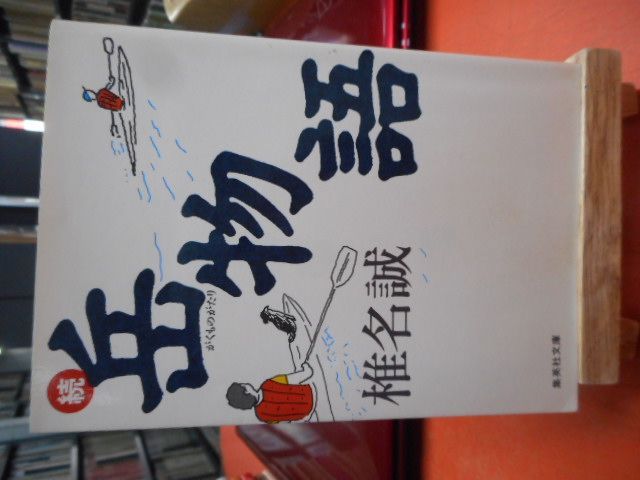 続
岳物語
がくものがたり
椎名誠
集英社文庫